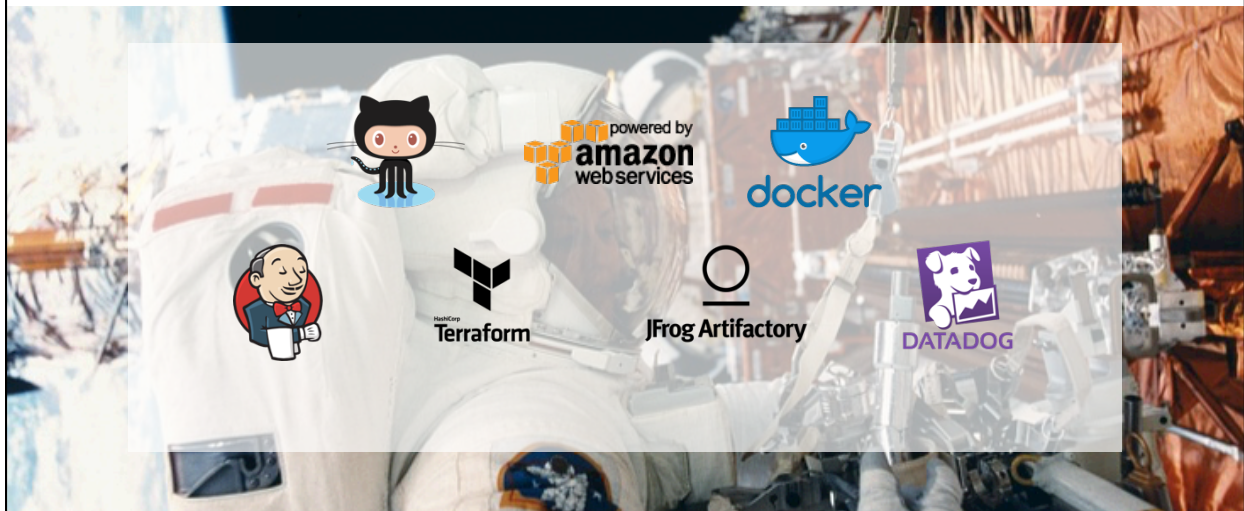 powered by
amazon
web services
docker
HashiCorp
Terraform
JFrog Artifactory
DATADOG